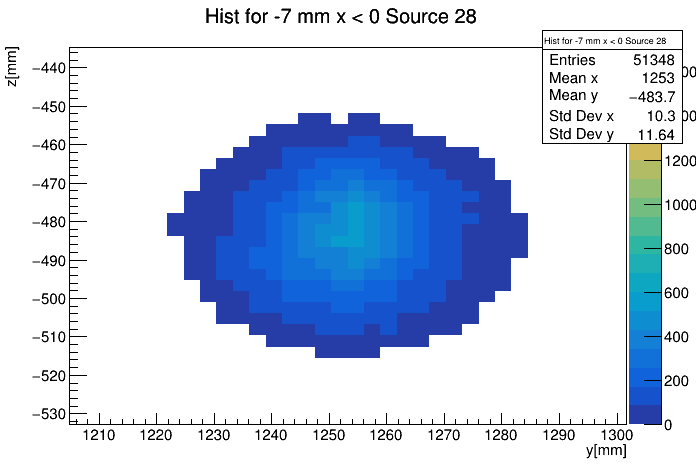 Hist for -7 mm x < 0 Source 28
z[mm]
Hist for -7 mm x < 0 Source 28
Entries 51348
Mean x 1253
Mean y −483.7
Std Dev x 10.3
Std Dev y 11.64
−440
−450
−460
−470
−480
−490
−500
−510
−520
−530
1210 1220 1230 1240 1250 1260 1270 1280 1290 1300
y[mm]
1200
1000
800
600
400
200
0